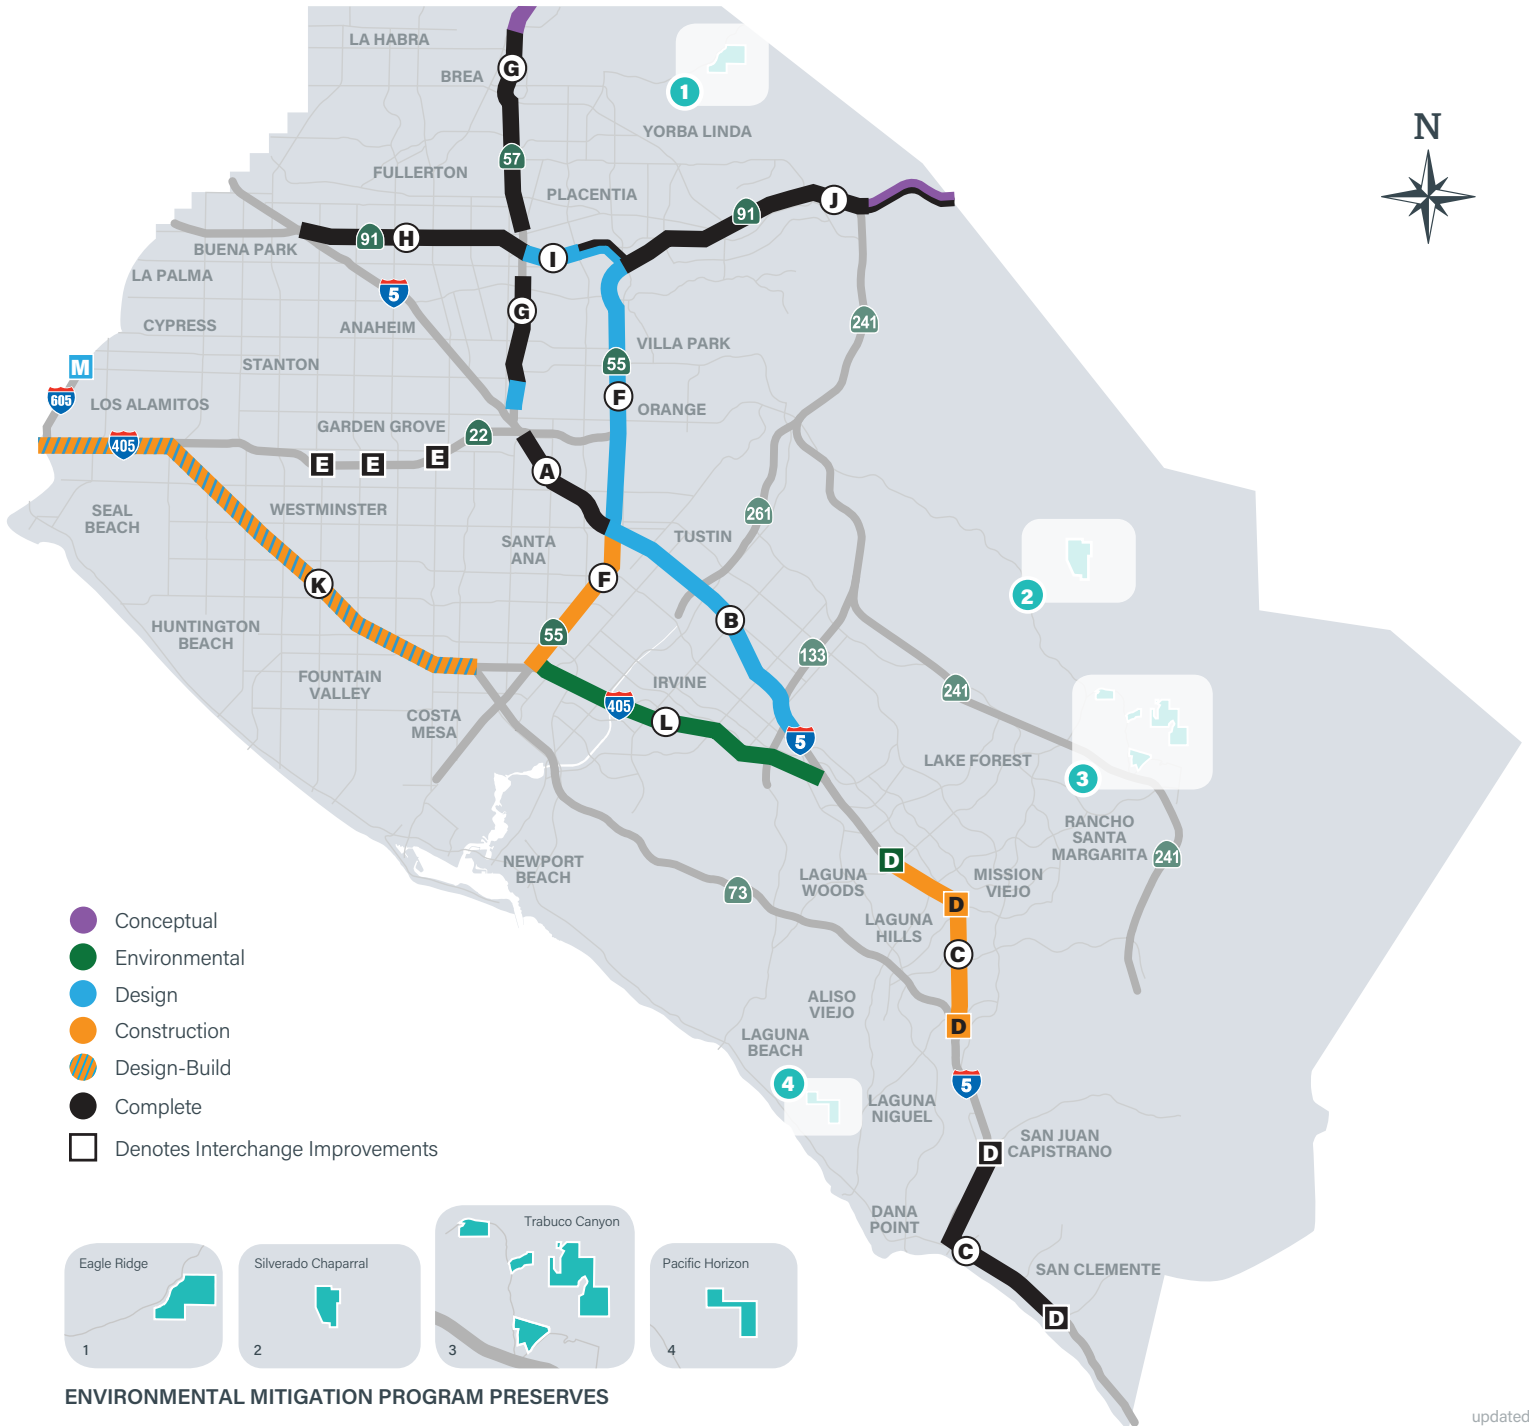 LA HABRA
G
BREA
1
YORBA LINDA
N
57
FULLERTON
PLACENTIA
J
91
91
H
I
BUENA PARK
LA PALMA
5
G
CYPRESS
ANAHEIM
241
VILLA PARK
STANTON
55
M
605
F
LOS ALAMITOS
ORANGE
GARDEN GROVE
22
405
E
E
E
A
SEAL
BEACH
WESTMINSTER
261
SANTA
ANA
TUSTIN
K
F
2
HUNTINGTON
BEACH
55
B
133
FOUNTAIN
VALLEY
IRVINE
241
405
COSTA
MESA
L
5
LAKE FOREST
3
RANCHO
SANTA
MARGARITA
241
NEWPORT
BEACH
D
LAGUNA
WOODS
MISSION
VIEJO
73
D
LAGUNA
HILLS
C
ALISO
VIEJO
D
LAGUNA
BEACH
4
5
LAGUNA
NIGUEL
SAN JUAN
CAPISTRANO
D
DANA
POINT
C
SAN CLEMENTE
D
Conceptual
Environmental
Design
Construction
Design-Build
Complete
Denotes Interchange Improvements
Eagle Ridge
1
Silverado Chaparral
2
Trabuco Canyon
3
Pacific Horizon
4
ENVIRONMENTAL MITIGATION PROGRAM PRESERVES
updated